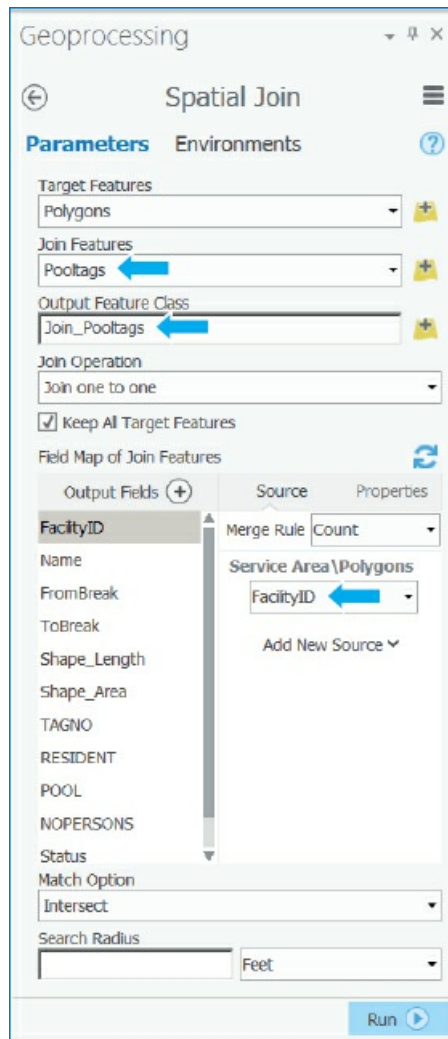 Geoprocessing
Spatial Join
Parameters Environments
Target Features
Polygons
Join Features
Pooltags
Output Feature Class
Join_Pooltags
Join Operation
Join one to one
Keep All Target Features
Field Map of Join Features
Output Fields Source Properties
FacilityID Merge Rule Count
Name Service Area\Polygons
FromBreak FacilityID
ToBreak
Shape_Length Add New Source
Shape_Area
TAGNO
RESIDENT
POOL
NOPERSONS
Status
Match Option
Intersect
Search Radius
Feet
Run